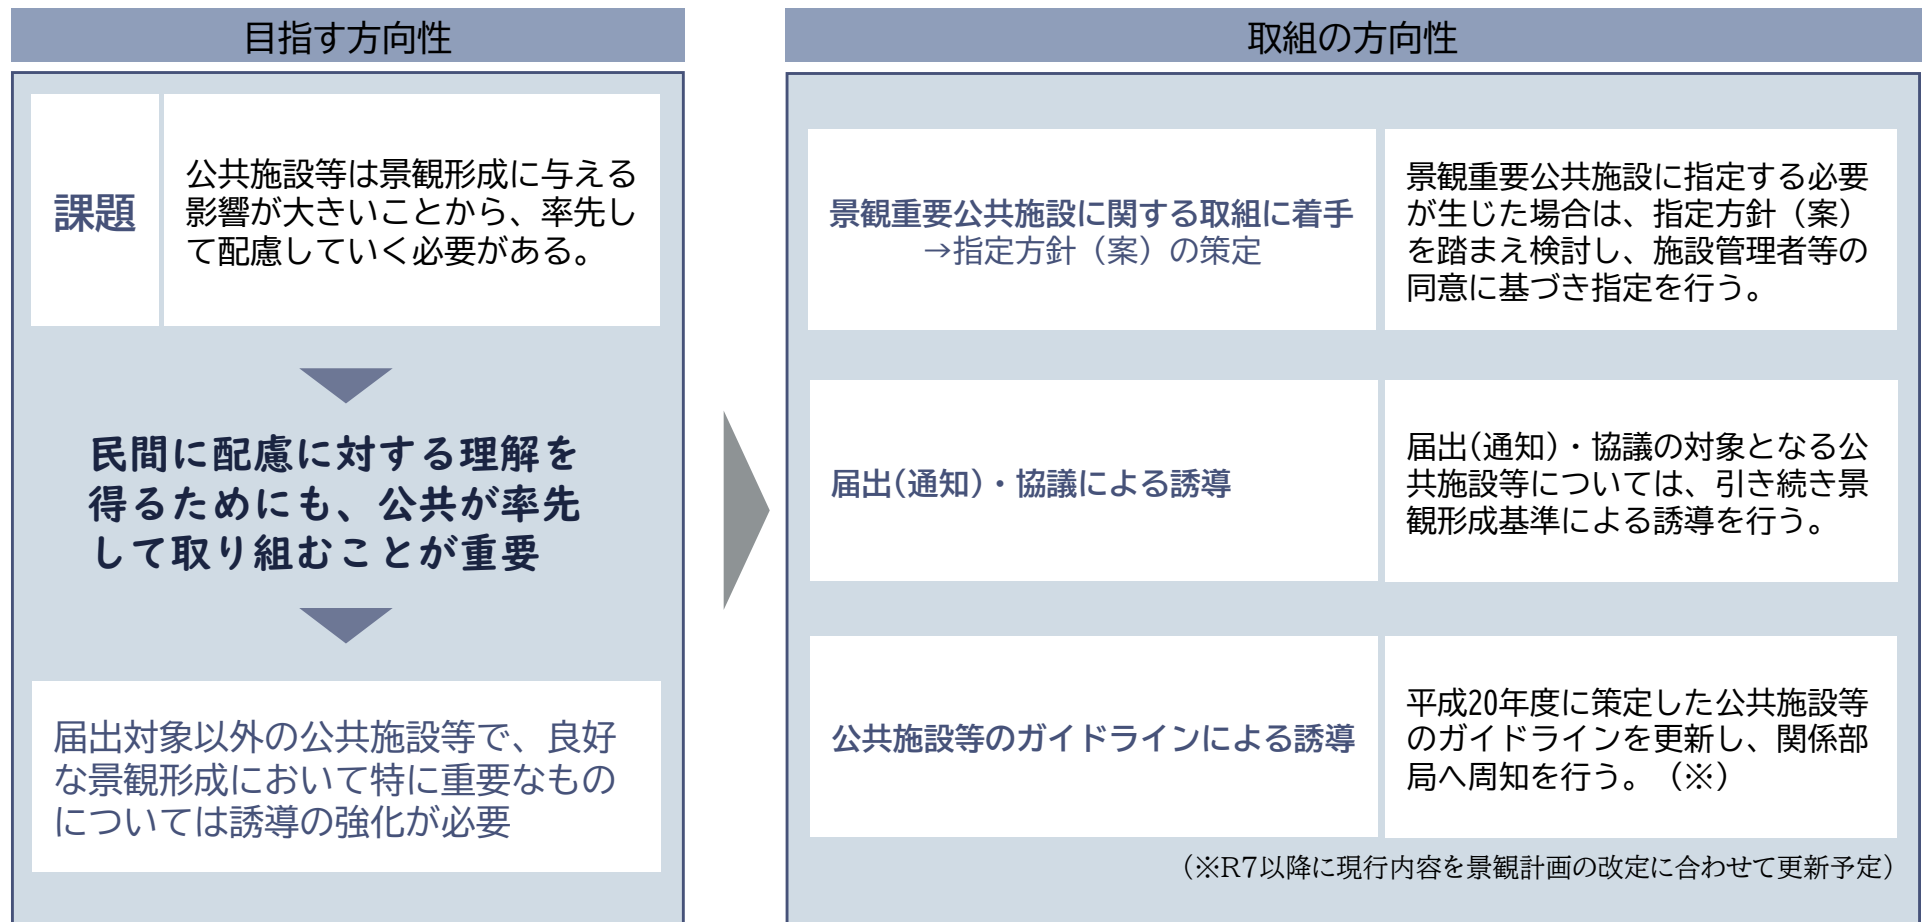 目指す方向性
課題
公共施設等は景観形成に与える
影響が大きいことから、率先し
て配慮していく必要がある。
民間に配慮に対する理解を
得るためにも、公共が率先
して取り組むことが重要
届出対象以外の公共施設等で、良好
な景観形成において特に重要なもの
については誘導の強化が必要
取組の方向性
景観重要公共施設に関する取組に着手
→指定方針（案）の策定
景観重要公共施設に指定する必要
が生じた場合は、指定方針（案）
を踏まえ検討し、施設管理者等の
同意に基づき指定を行う。
届出(通知)・協議による誘導
届出(通知)・協議の対象となる公
共施設等については、引き続き景
観形成基準による誘導を行う。
公共施設等のガイドラインによる誘導
平成20年度に策定した公共施設等
のガイドラインを更新し、関係部
局へ周知を行う。（※）
（※R7以降に現行内容を景観計画の改定に合わせて更新予定）